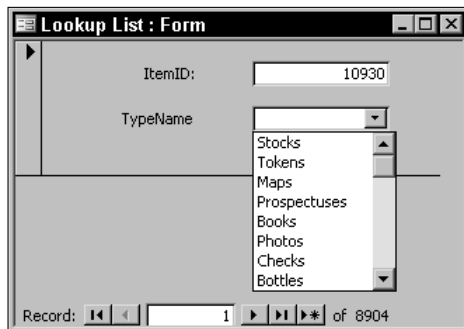 Lookup List : Form
ItemID: 10930
TypeName
Stocks
Tokens
Maps
Prospectuses
Books
Photos
Checks
Bottles
Record: 1 of 8904